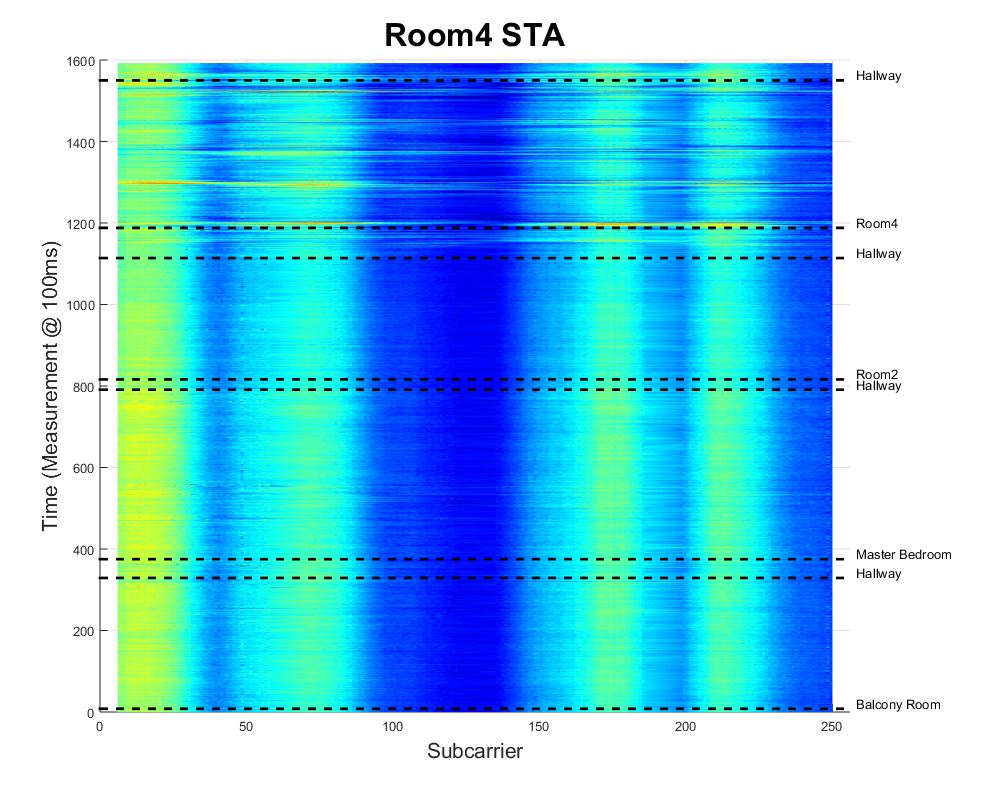 Room4 STA
1600
Hallway
1400
1200
Room4
Hallway
1000
Room2
800
Hallway
600
400
Master Bedroom
Hallway
200
0
Balcony Room
Time (Measurement @ 100ms)
0 50 100 150 200 250
Subcarrier